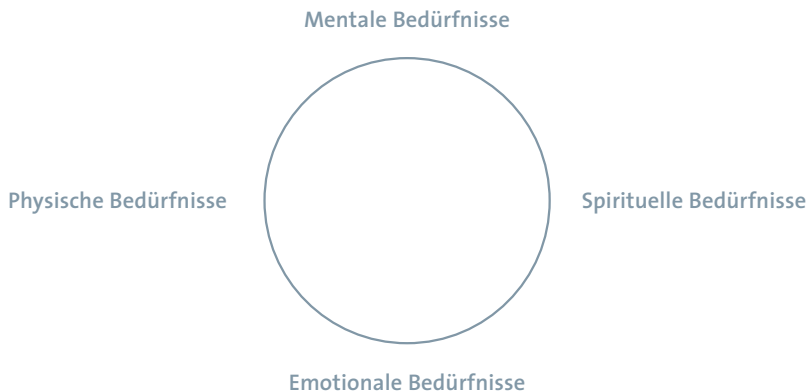 Mentale Bedürfnisse
Physische Bedürfnisse
Spirituelle Bedürfnisse
Emotionale Bedürfnisse